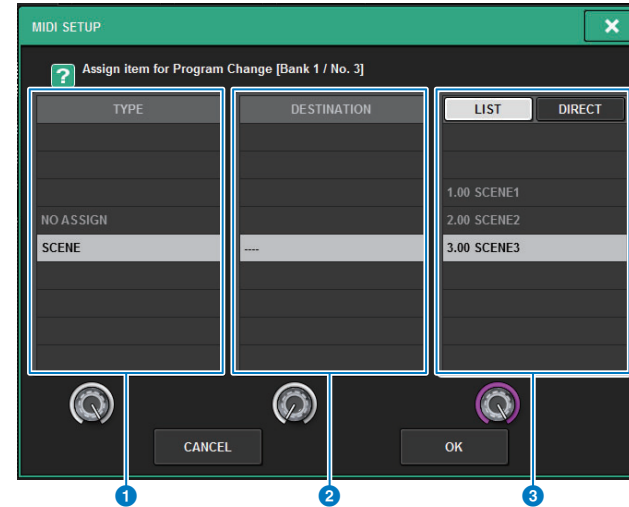 MIDI SETUP
Assign item for Program Change [Bank 1 / No. 3]
TYPE
NO ASSIGN
SCENE
DESTINATION
----
LIST
DIRECT
1.00 SCENE1
2.00 SCENE2
3.00 SCENE3
CANCEL
OK
1
2
3